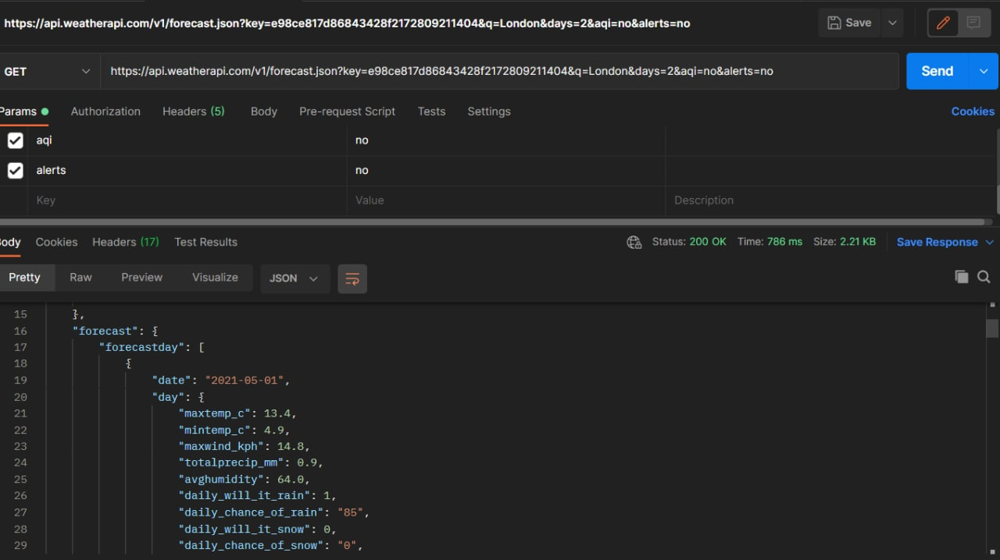 https://api.weatherapi.com/v1/forecast.json?key=e98ce817d86843428f2172809211404&q=London&days=2&aqi=no&alerts=no Save
GET https://api.weatherapi.com/v1/forecast.json?key=e98ce817d86843428f2172809211404&q=London&days=2&aqi=no&alerts=no Send
Params Authorization Headers (5) Body Pre-request Script Tests Settings Cookies
aqi no
alerts no
Key Value Description
ody Cookies Headers (17) Test Results Status: 200 OK Time: 786 ms Size: 2.21 KB Save Response
Pretty Raw Preview Visualize JSON
15 },
16 "forecast": {
17 "forecastday": [
18 {
19 "date": "2021-05-01",
20 "day": {
21 "maxtemp_c": 13.4,
22 "mintemp_c": 4.9,
23 "maxwind_kph": 14.8,
24 "totalprecip_mm": 0.9,
25 "avghumidity": 64.0,
26 "daily_will_it_rain": 1,
27 "daily_chance_of_rain": "85",
28 "daily_will_it_snow": 0,
29 "daily_chance_of_snow": "0",